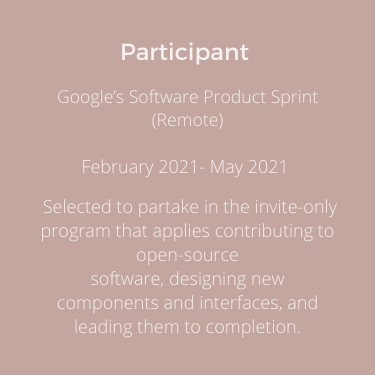 Participant
Google's Software Product Sprint
(Remote)
February 2021- May 2021
Selected to partake in the invite-only
program that applies contributing to
open-source
software, designing new
components and interfaces, and
leading them to completion.